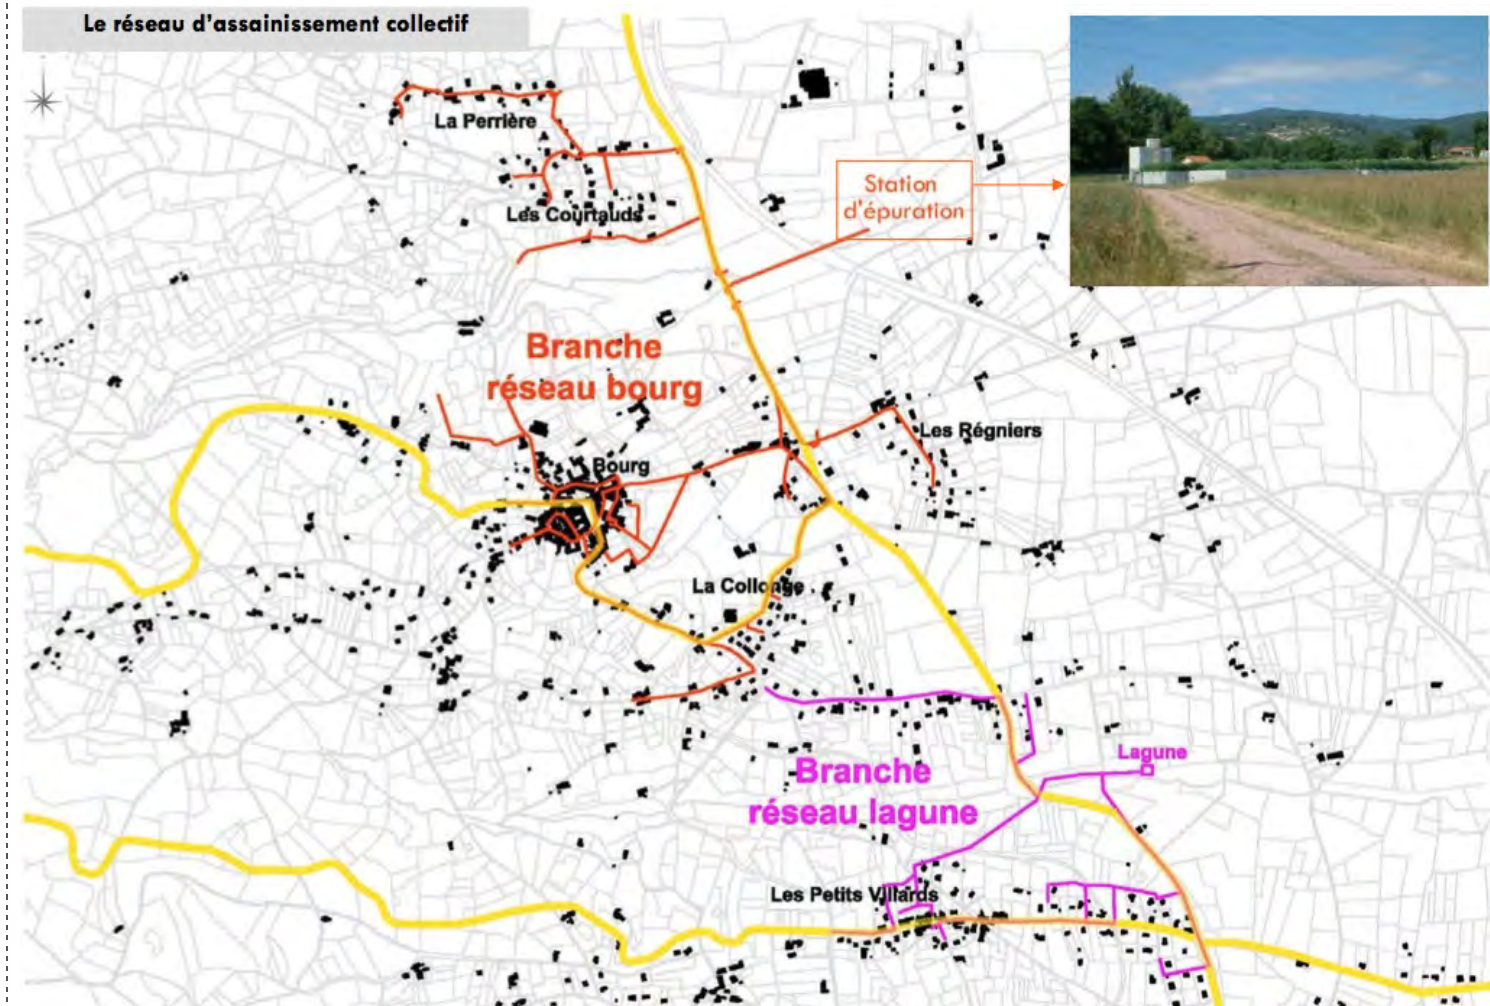 Le réseau d'assainissement collectif
La Perrière
Les Courtauds
Station
d'épuration
Branche
réseau bourg
Les Régniers
Bourg
La Collonge
Lagune
Branche
réseau lagune
Les Petits Villards